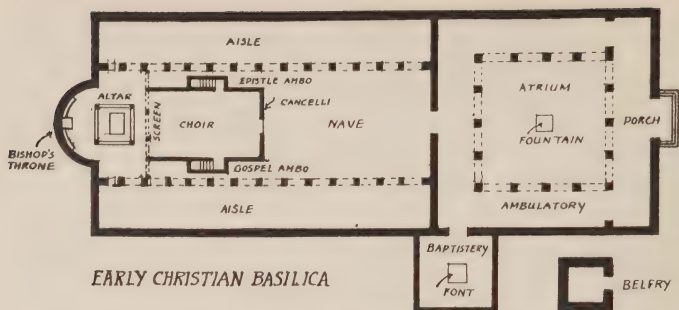 AISLE
EPISTLE AMBO
ALTAR
CANCELLI
SCREEN
CHOIR
NAVE
BISHOP'S
THRONE
GOSPEL AMBO
AISLE
ATRIUM
PORCH
FOUNTAIN
AMBULATORY
BAPTISTERY
FONT
BELFRY
EARLY CHRISTIAN BASILICA